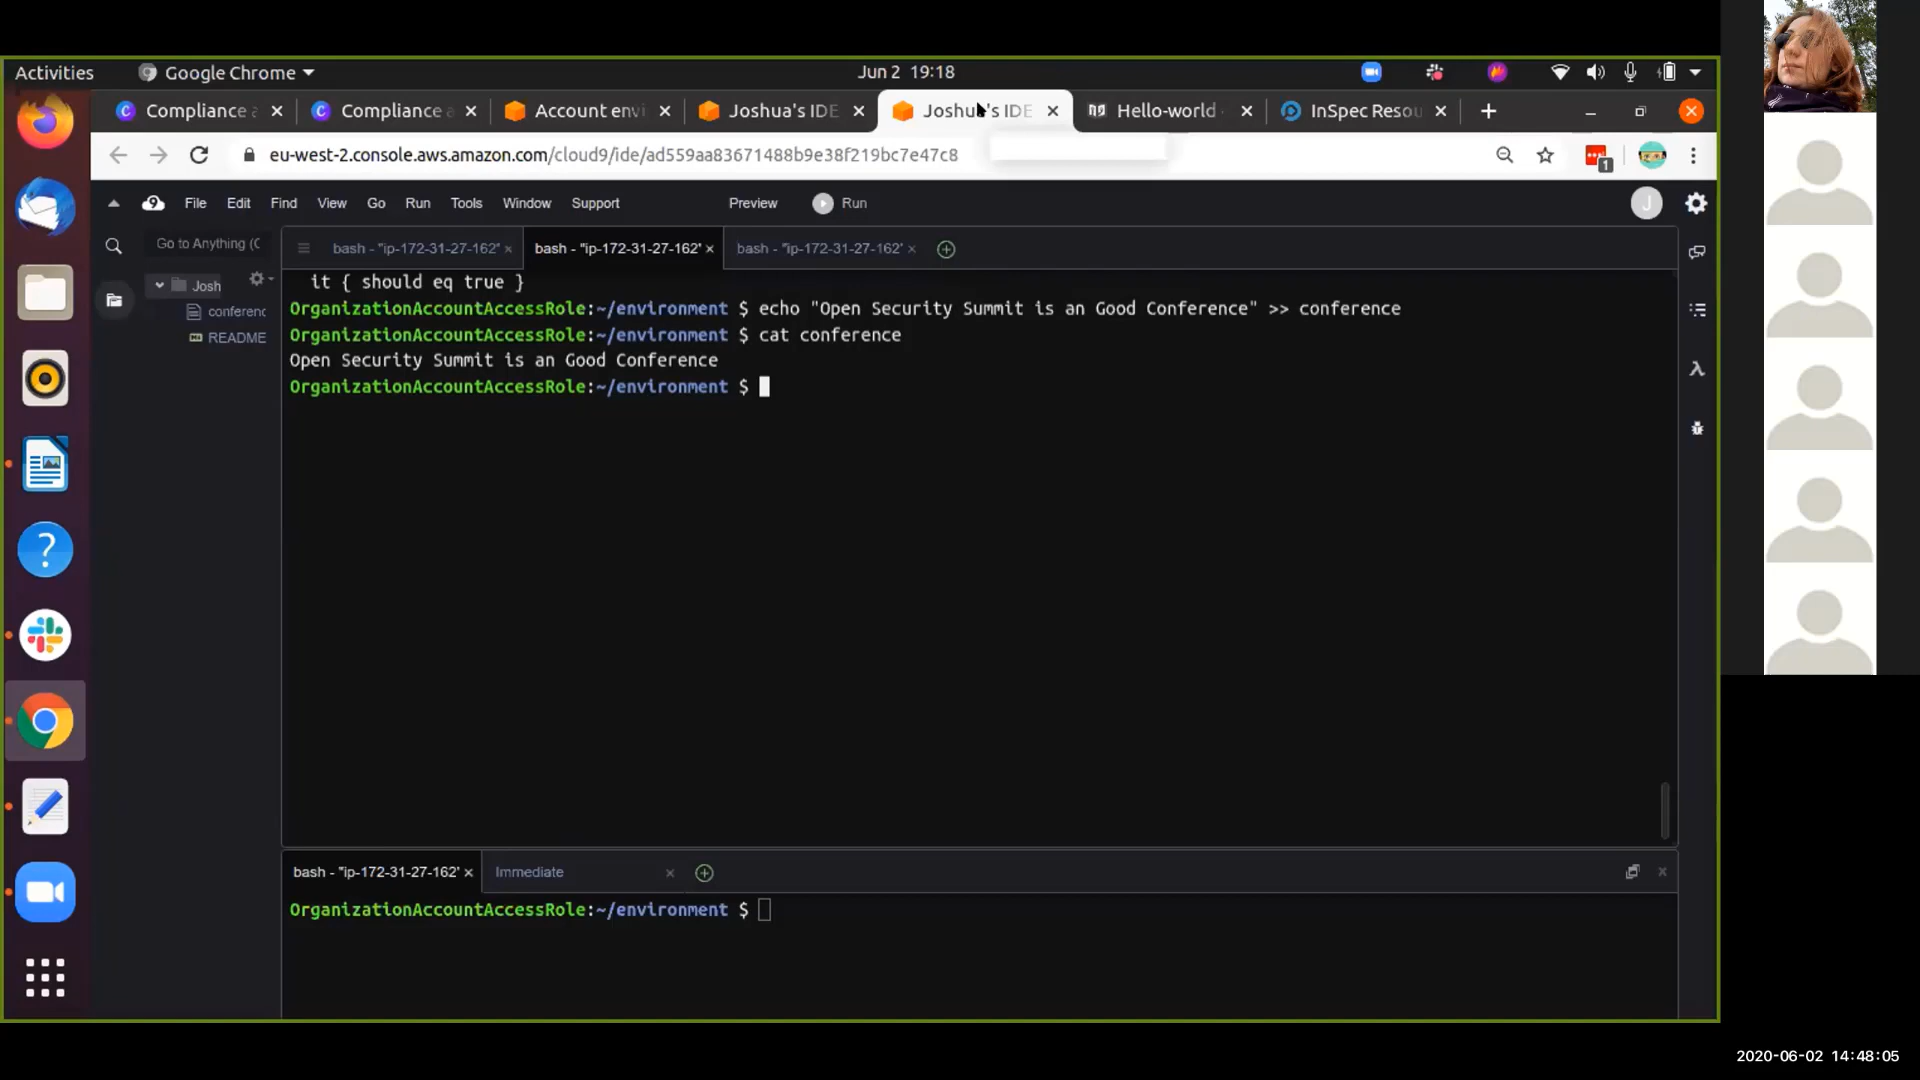 Activities Google Chrome Jun 2 19:18
Compliance a Compliance a Account envi Joshua's IDE Joshua's IDE Hello-world InSpec Resou
eu-west-2.console.aws.amazon.com/cloud9/ide/ad559aa83671488b9e38f219bc7e47c8 1
9 File Edit Find View Go Run Tools Window Support Preview Run J
Go to Anything (C
bash - "ip-172-31-27-162" bash - "ip-172-31-27-162" bash - "ip-172-31-27-162"
Josh
conferenc
README
it { should eq true }
OrganizationAccountAccessRole:~/environment $ echo "Open Security Summit is an Good Conference" >> conference
OrganizationAccountAccessRole:~/environment $ cat conference
Open Security Summit is an Good Conference
OrganizationAccountAccessRole:~/environment $
bash - "ip-172-31-27-162" Immediate
OrganizationAccountAccessRole:~/environment $
2020-06-02 14:48:05